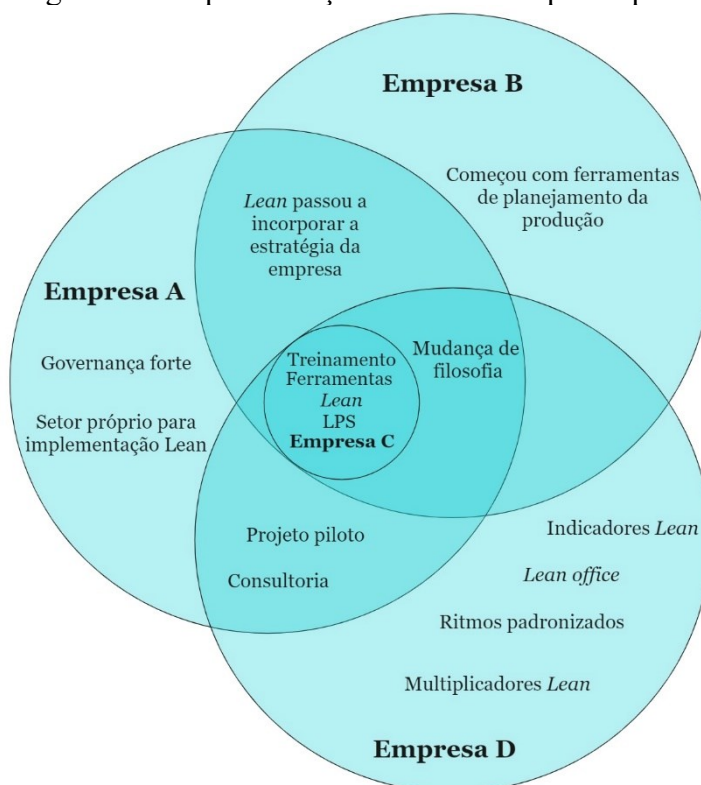 Empresa B
Começou com ferramentas
de planejamento da
produção
Lean passou a
incorporar a
estratégia da
empresa
Empresa A
Governança forte
Setor próprio para
implementação Lean
Treinamento
Ferramentas
Lean
LPS
Empresa C
Mudança de
filosofia
Projeto piloto
Consultoria
Indicadores Lean
Lean office
Ritmos padronizados
Multiplicadores Lean
Empresa D